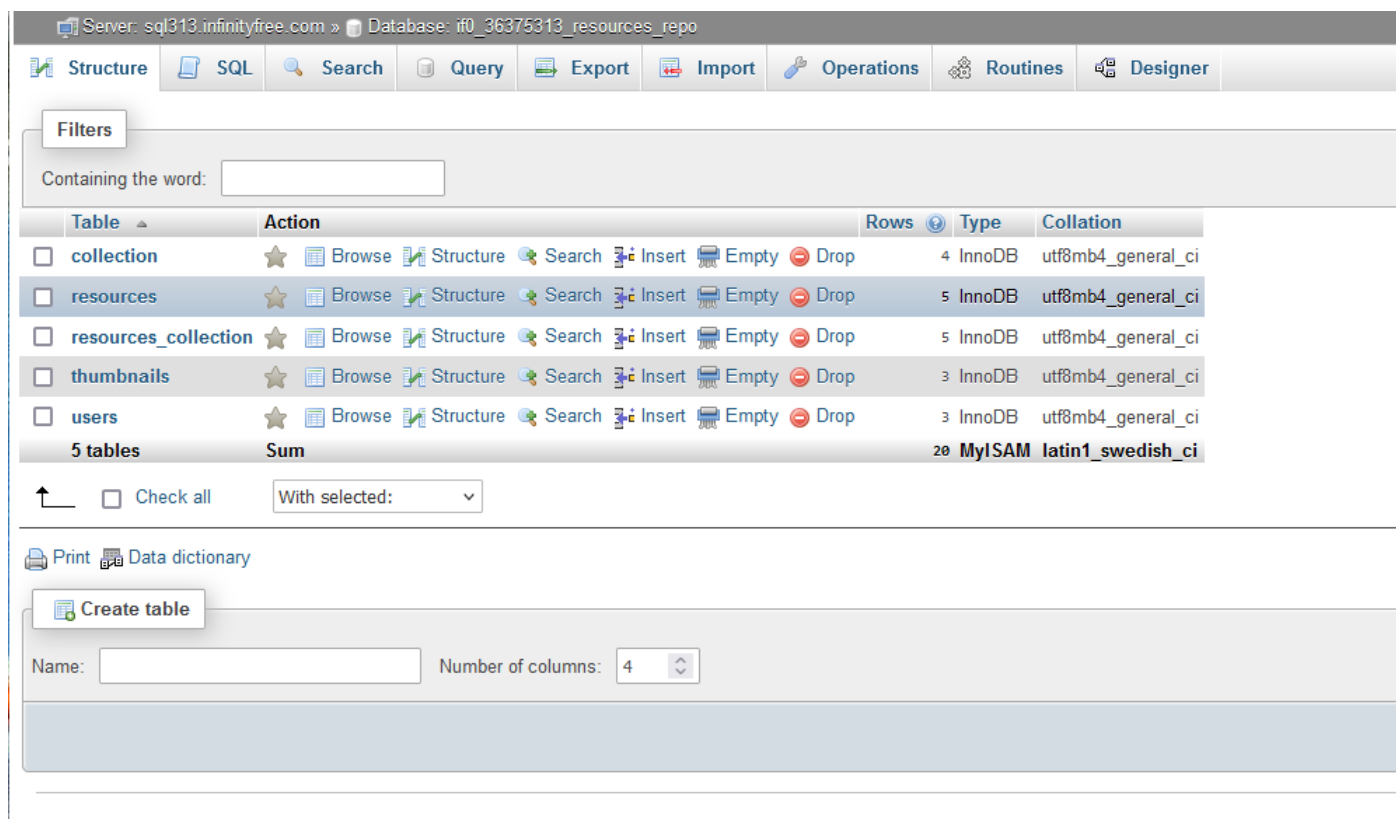 Server: sql313.infinityfree.com » Database: if0_36375313_resources_repo
Structure SQL Search Query Export Import Operations Routines Designer
Filters
Containing the word:
Table Action Rows Type Collation
collection Browse Structure Search Insert Empty Drop 4 InnoDB utf8mb4_general_ci
resources Browse Structure Search Insert Empty Drop 5 InnoDB utf8mb4_general_ci
resources_collection Browse Structure Search Insert Empty Drop 5 InnoDB utf8mb4_general_ci
thumbnails Browse Structure Search Insert Empty Drop 3 InnoDB utf8mb4_general_ci
users Browse Structure Search Insert Empty Drop 3 InnoDB utf8mb4_general_ci
5 tables Sum 20 MyISAM latin1_swedish_ci
Check all With selected:
Print Data dictionary
Create table
Name: Number of columns: 4